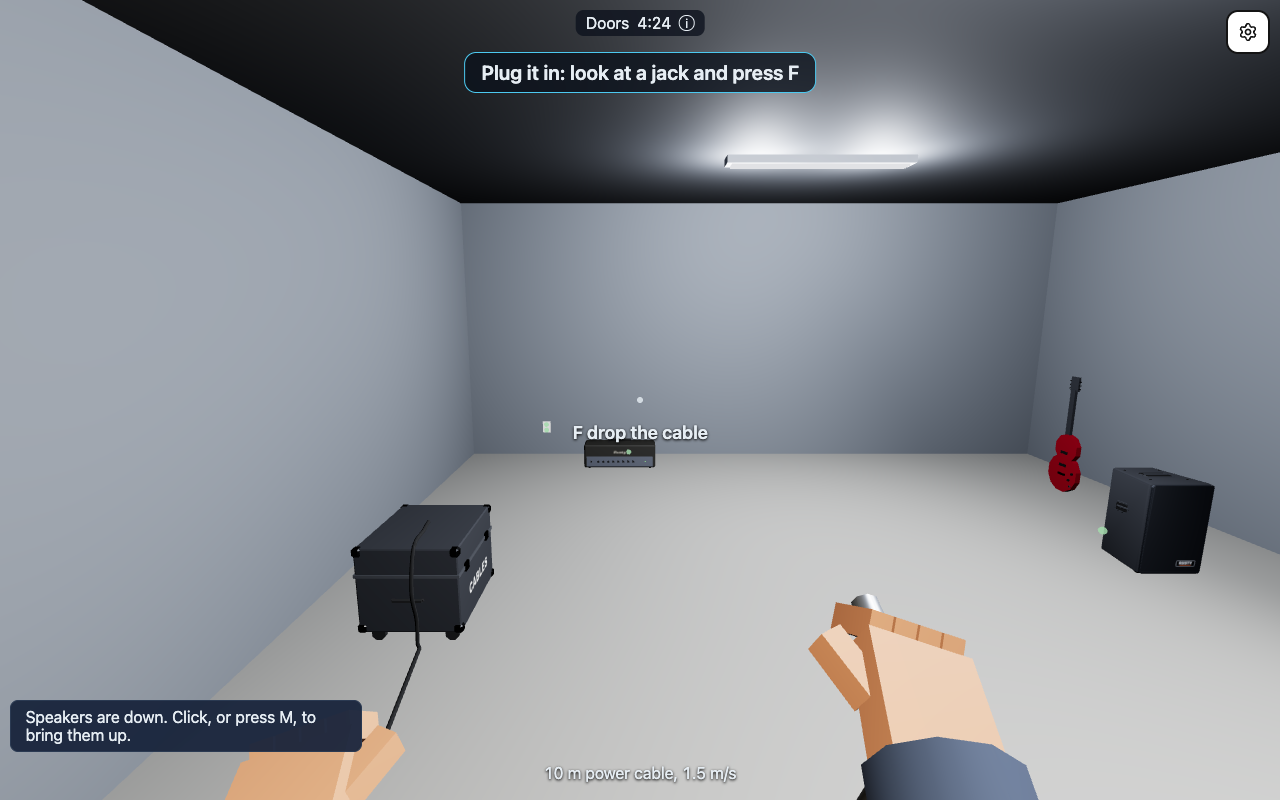 Doors 4:24
Plug it in: look at a jack and press F
F drop the cable
CABLES
Speakers are down. Click, or press M, to
bring them up.
10 m power cable, 1.5 m/s